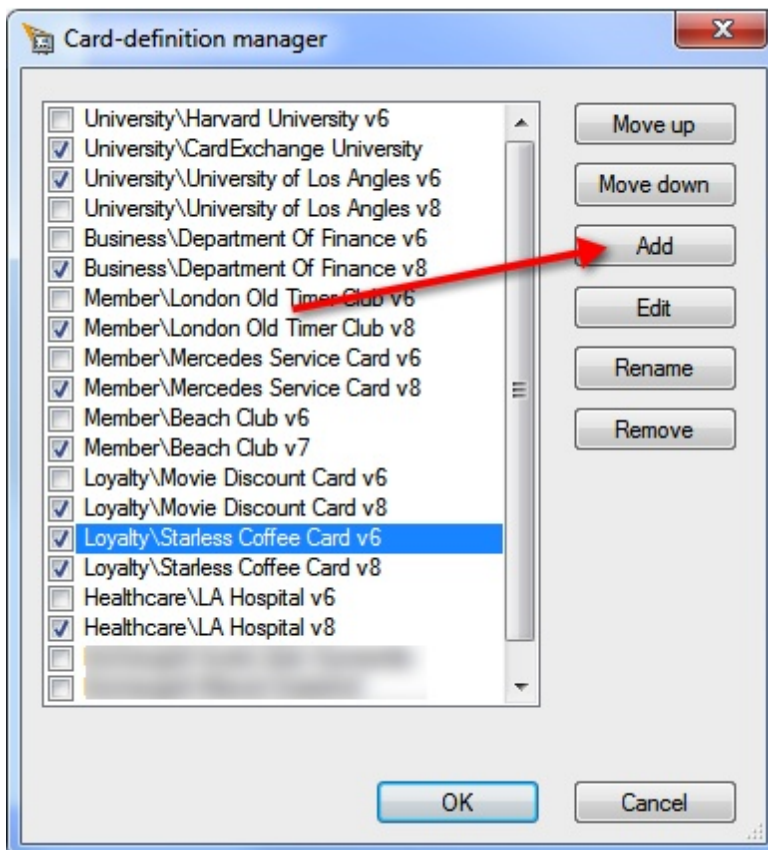 Card-definition manager
University\Harvard University v6
University\CardExchange University
University\University of Los Angles v6
University\University of Los Angles v8
Business\Department Of Finance v6
Business\Department Of Finance v8
Member\London Old Timer Club v6
Member\London Old Timer Club v8
Member\Mercedes Service Card v6
Member\Mercedes Service Card v8
Member\Beach Club v6
Member\Beach Club v7
Loyalty\Movie Discount Card v6
Loyalty\Movie Discount Card v8
Loyalty\Starless Coffee Card v6
Loyalty\Starless Coffee Card v8
Healthcare\LA Hospital v6
Healthcare\LA Hospital v8
Move up
Move down
Add
Edit
Rename
Remove
OK
Cancel